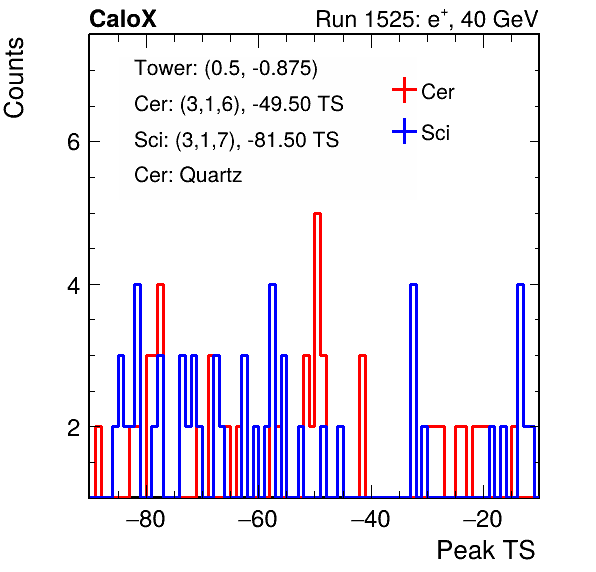 CaloX Run 1525: e⁺, 40 GeV
Counts
Tower: (0.5, -0.875)
Cer: (3,1,6), -49.50 TS
Sci: (3,1,7), -81.50 TS
Cer: Quartz
Cer
Sci
6
4
2
−80 −60 −40 −20
Peak TS